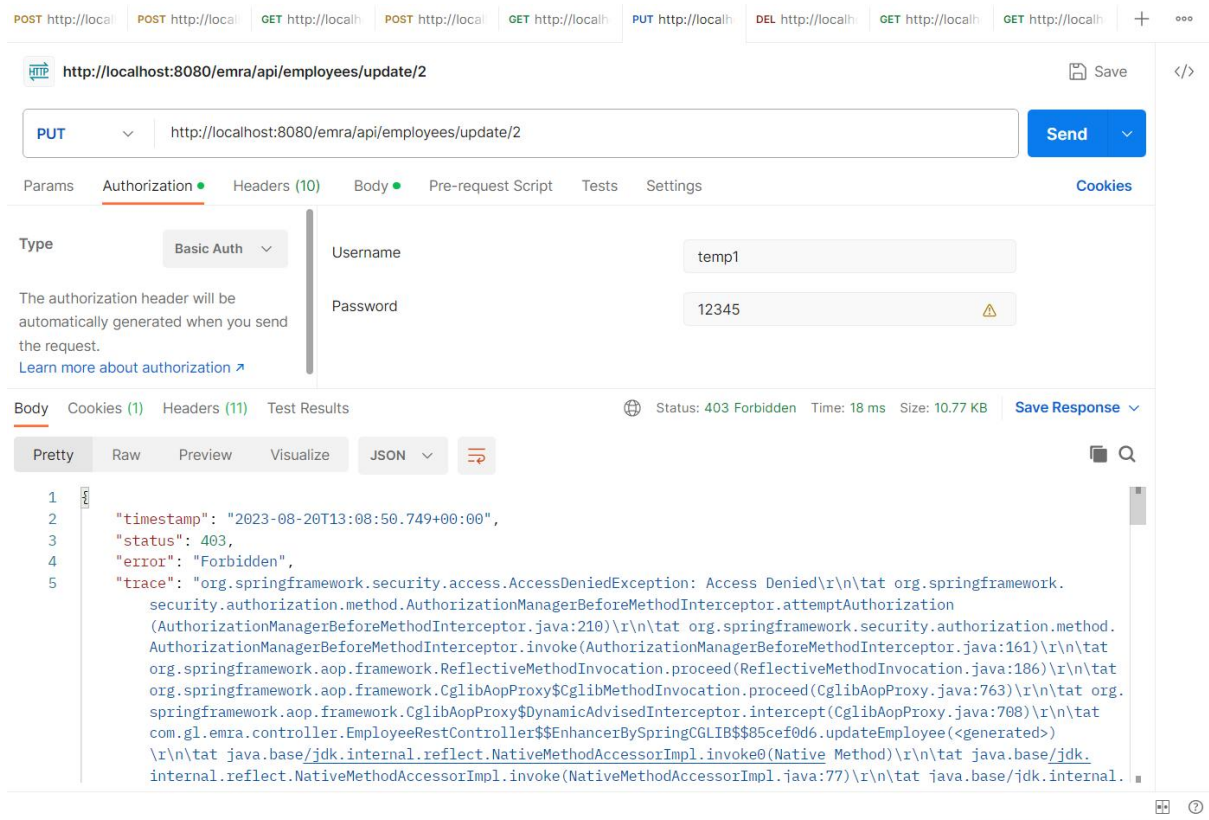 POST http://local POST http://local GET http://localh POST http://local GET http://localh PUT http://localh DEL http://localh GET http://localh GET http://localh
HTTP http://localhost:8080/emra/api/employees/update/2 Save </>
PUT http://localhost:8080/emra/api/employees/update/2 Send
Params Authorization Headers (10) Body Pre-request Script Tests Settings Cookies
Type Basic Auth
Username temp1
The authorization header will be
automatically generated when you send
the request.
Learn more about authorization ↗
Password 12345
Body Cookies (1) Headers (11) Test Results Status: 403 Forbidden Time: 18 ms Size: 10.77 KB Save Response
Pretty Raw Preview Visualize JSON
1 {
2 "timestamp": "2023-08-20T13:08:50.749+00:00",
3 "status": 403,
4 "error": "Forbidden",
5 "trace": "org.springframework.security.access.AccessDeniedException: Access Denied\r\n\tat org.springframework.
security.authorization.method.AuthorizationManagerBeforeMethodInterceptor.attemptAuthorization
(AuthorizationManagerBeforeMethodInterceptor.java:210)\r\n\tat org.springframework.security.authorization.method.
AuthorizationManagerBeforeMethodInterceptor.invoke(AuthorizationManagerBeforeMethodInterceptor.java:161)\r\n\tat
org.springframework.aop.framework.ReflectiveMethodInvocation.proceed(ReflectiveMethodInvocation.java:186)\r\n\tat
org.springframework.aop.framework.CglibAopProxy$CglibMethodInvocation.proceed(CglibAopProxy.java:763)\r\n\tat org.
springframework.aop.framework.CglibAopProxy$DynamicAdvisedInterceptor.intercept(CglibAopProxy.java:708)\r\n\tat
com.gl.emra.controller.EmployeeRestController$$EnhancerBySpringCGLIB$$85cef0d6.updateEmployee(<generated>)
\r\n\tat java.base/jdk.internal.reflect.NativeMethodAccessorImpl.invoke0(Native Method)\r\n\tat java.base/jdk.
internal.reflect.NativeMethodAccessorImpl.invoke(NativeMethodAccessorImpl.java:77)\r\n\tat java.base/jdk.internal.